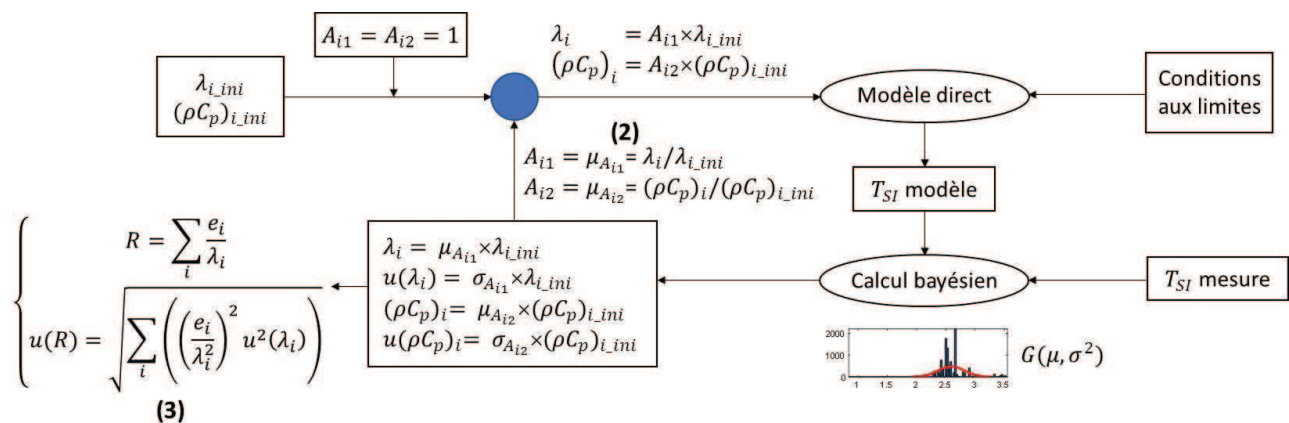 A_{i1} = A_{i2} = 1
λ_{i_ini}
(ρC_p)_{i_ini}
λ_i = A_{i1}×λ_{i_ini}
(ρC_p)_i = A_{i2}×(ρC_p)_{i_ini}
Modèle direct
Conditions
aux limites
(2)
A_{i1} = μ_{A_{i1}} = λ_i/λ_{i_ini}
A_{i2} = μ_{A_{i2}} = (ρC_p)_i/(ρC_p)_{i_ini}
T_{SI} modèle
R = ∑_i e_i/λ_i
u(R) = √(∑_i ((e_i/λ_i^2)^2 u^2(λ_i)))
(3)
λ_i = μ_{A_{i1}}×λ_{i_ini}
u(λ_i) = σ_{A_{i1}}×λ_{i_ini}
(ρC_p)_i = μ_{A_{i2}}×(ρC_p)_{i_ini}
u(ρC_p)_i = σ_{A_{i2}}×(ρC_p)_{i_ini}
Calcul bayésien
T_{SI} mesure
2000
1000
0
1 1.5 2 2.5 3 3.5
G(μ, σ^2)